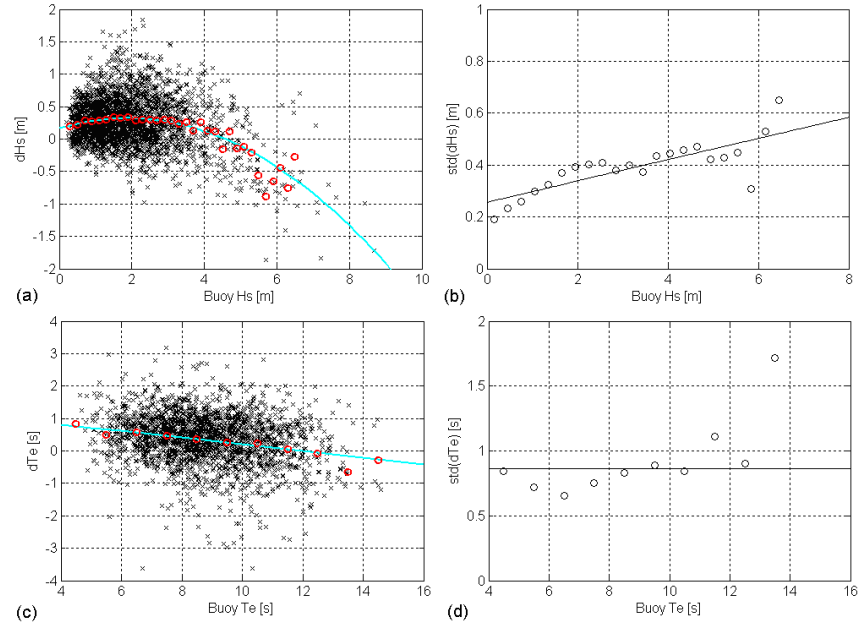 2
1.5
1
0.5
0
-0.5
-1
-1.5
-2
dHs [m]
0 2 4 6 8 10
(a) Buoy Hs [m]
1
0.8
0.6
0.4
0.2
0
std(dHs) [m]
0 2 4 6 8
(b) Buoy Hs [m]
4
3
2
1
0
-1
-2
-3
-4
dTe [s]
4 6 8 10 12 14 16
(c) Buoy Te [s]
2
1.5
1
0.5
0
std(dTe) [s]
4 6 8 10 12 14 16
(d) Buoy Te [s]